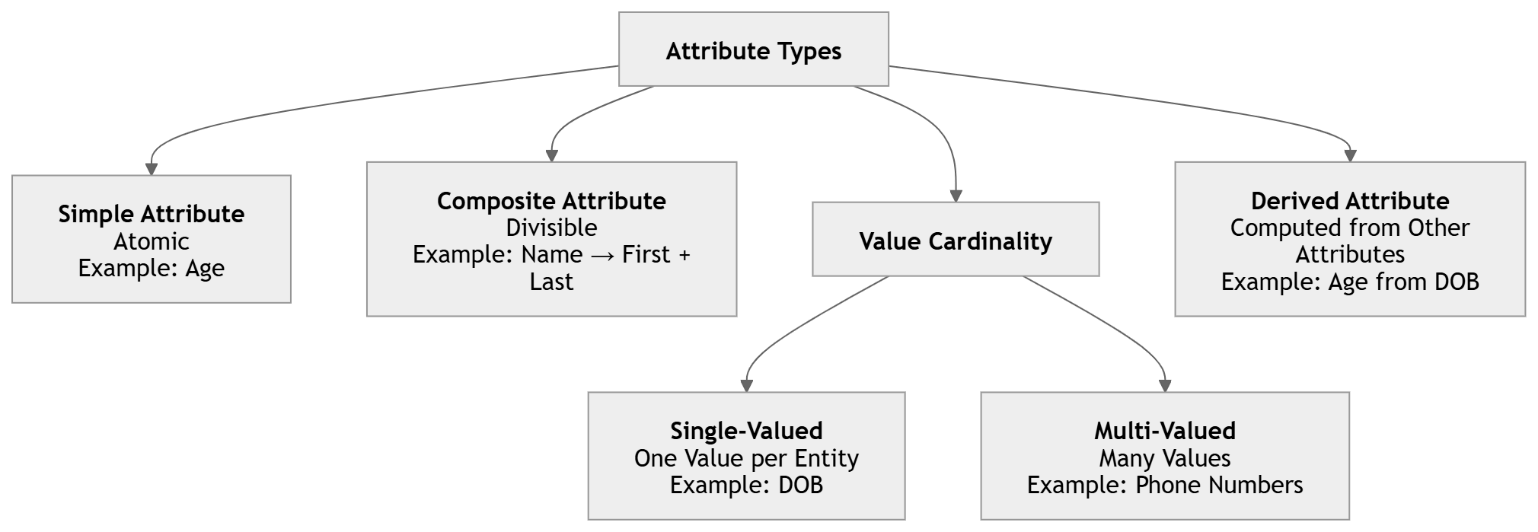 Attribute Types
Simple Attribute
Atomic
Example: Age
Composite Attribute
Divisible
Example: Name → First +
Last
Value Cardinality
Derived Attribute
Computed from Other
Attributes
Example: Age from DOB
Single-Valued
One Value per Entity
Example: DOB
Multi-Valued
Many Values
Example: Phone Numbers